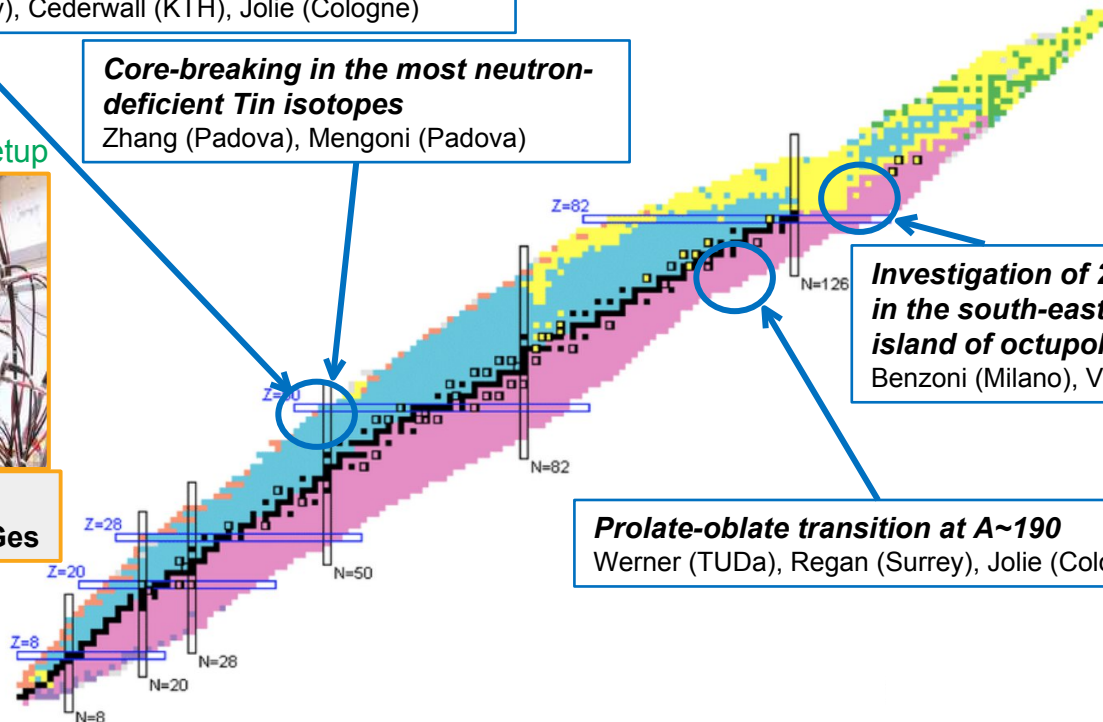 ), Cederwall (KTH), Jolie (Cologne)
Core-breaking in the most neutron-
deficient Tin isotopes
Zhang (Padova), Mengoni (Padova)
etup
Z=82
N=126
Investigation of
in the south-east
island of octupol
Benzoni (Milano), V
Z=50
N=82
Prolate-oblate transition at A~190
Werner (TUDa), Regan (Surrey), Jolie (Colo
Ges
Z=28
N=50
Z=20
Z=8
N=28
N=20
N=8